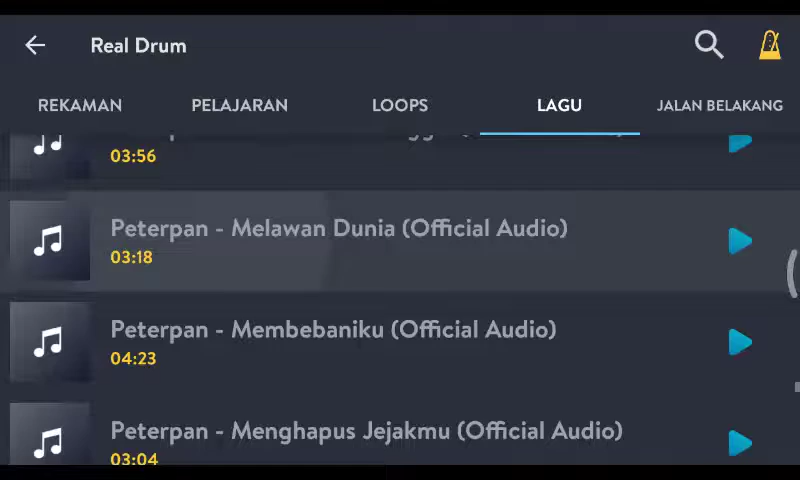 Real Drum
REKAMAN
PELAJARAN
LOOPS
LAGU
JALAN BELAKANG
03:56
Peterpan - Melawan Dunia (Official Audio)
03:18
Peterpan - Membebaniku (Official Audio)
04:23
Peterpan - Menghapus Jejakmu (Official Audio)
03:04